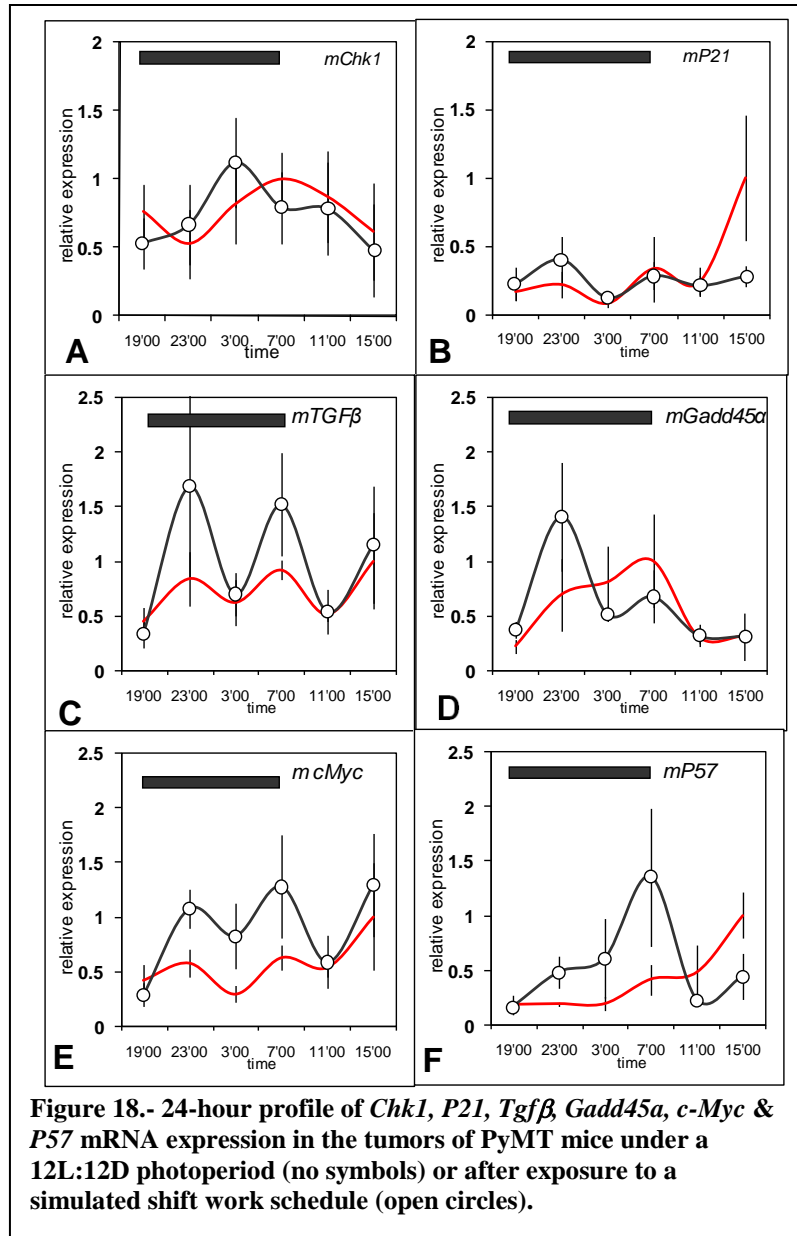 mChk1
2
1.5
1
0.5
0
relative expression
19'00 23'00 3'00 7'00 11'00 15'00
time
A
mP21
2
1.5
1
0.5
0
relative expression
19'00 23'00 3'00 7'00 11'00 15'00
B
mTGFβ
2.5
2
1.5
1
0.5
0
relative expression
19'00 23'00 3'00 7'00 11'00 15'00
C
mGadd45α
2.5
2
1.5
1
0.5
0
relative expression
19'00 23'00 3'00 7'00 11'00 15'00
time
D
m cMyc
2.5
2
1.5
1
0.5
0
relative expression
19'00 23'00 3'00 7'00 11'00 15'00
time
E
mP57
2.5
2
1.5
1
0.5
0
relative expression
19'00 23'00 3'00 7'00 11'00 15'00
time
F
Figure 18.- 24-hour profile of Chk1, P21, Tgfβ, Gadd45a, c-Myc &
P57 mRNA expression in the tumors of PyMT mice under a
12L:12D photoperiod (no symbols) or after exposure to a
simulated shift work schedule (open circles).